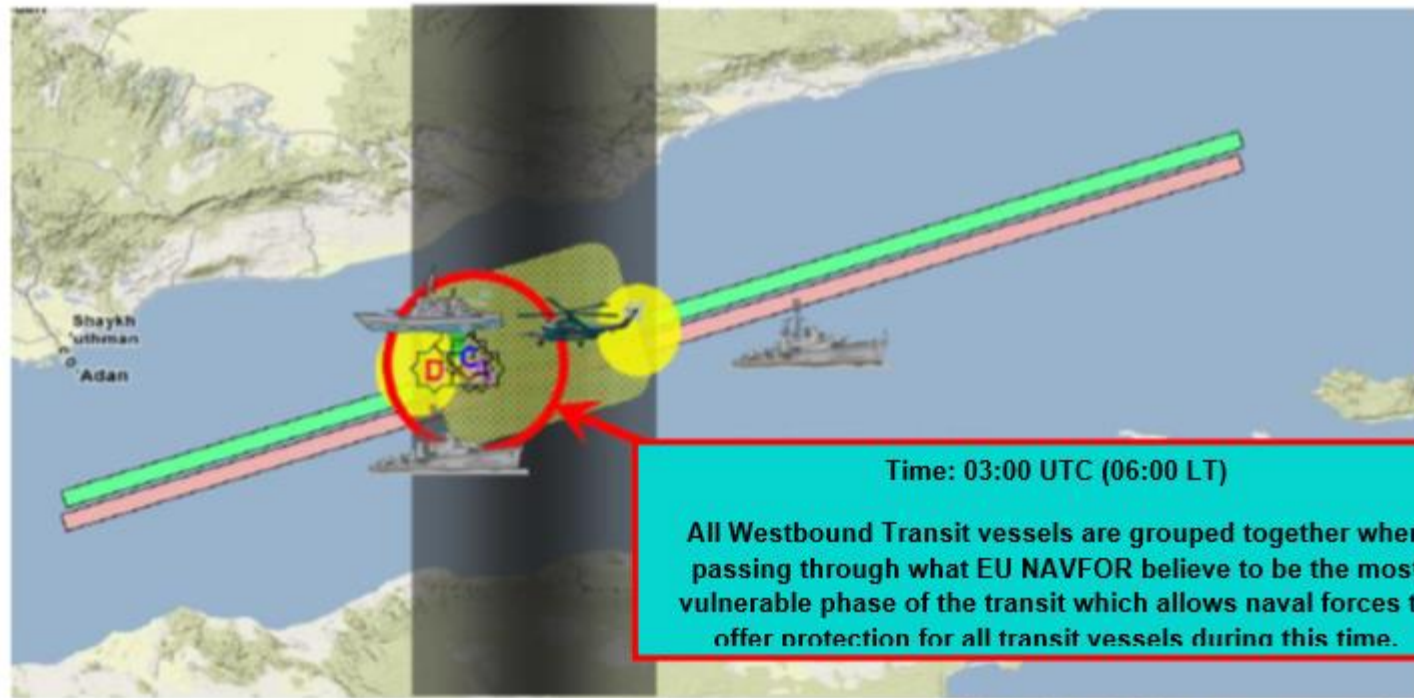 Shaykh
uthman
Adan
D
C
Time: 03:00 UTC (06:00 LT)
All Westbound Transit vessels are grouped together when
passing through what EU NAVFOR believe to be the most
vulnerable phase of the transit which allows naval forces t
offer protection for all transit vessels during this time.